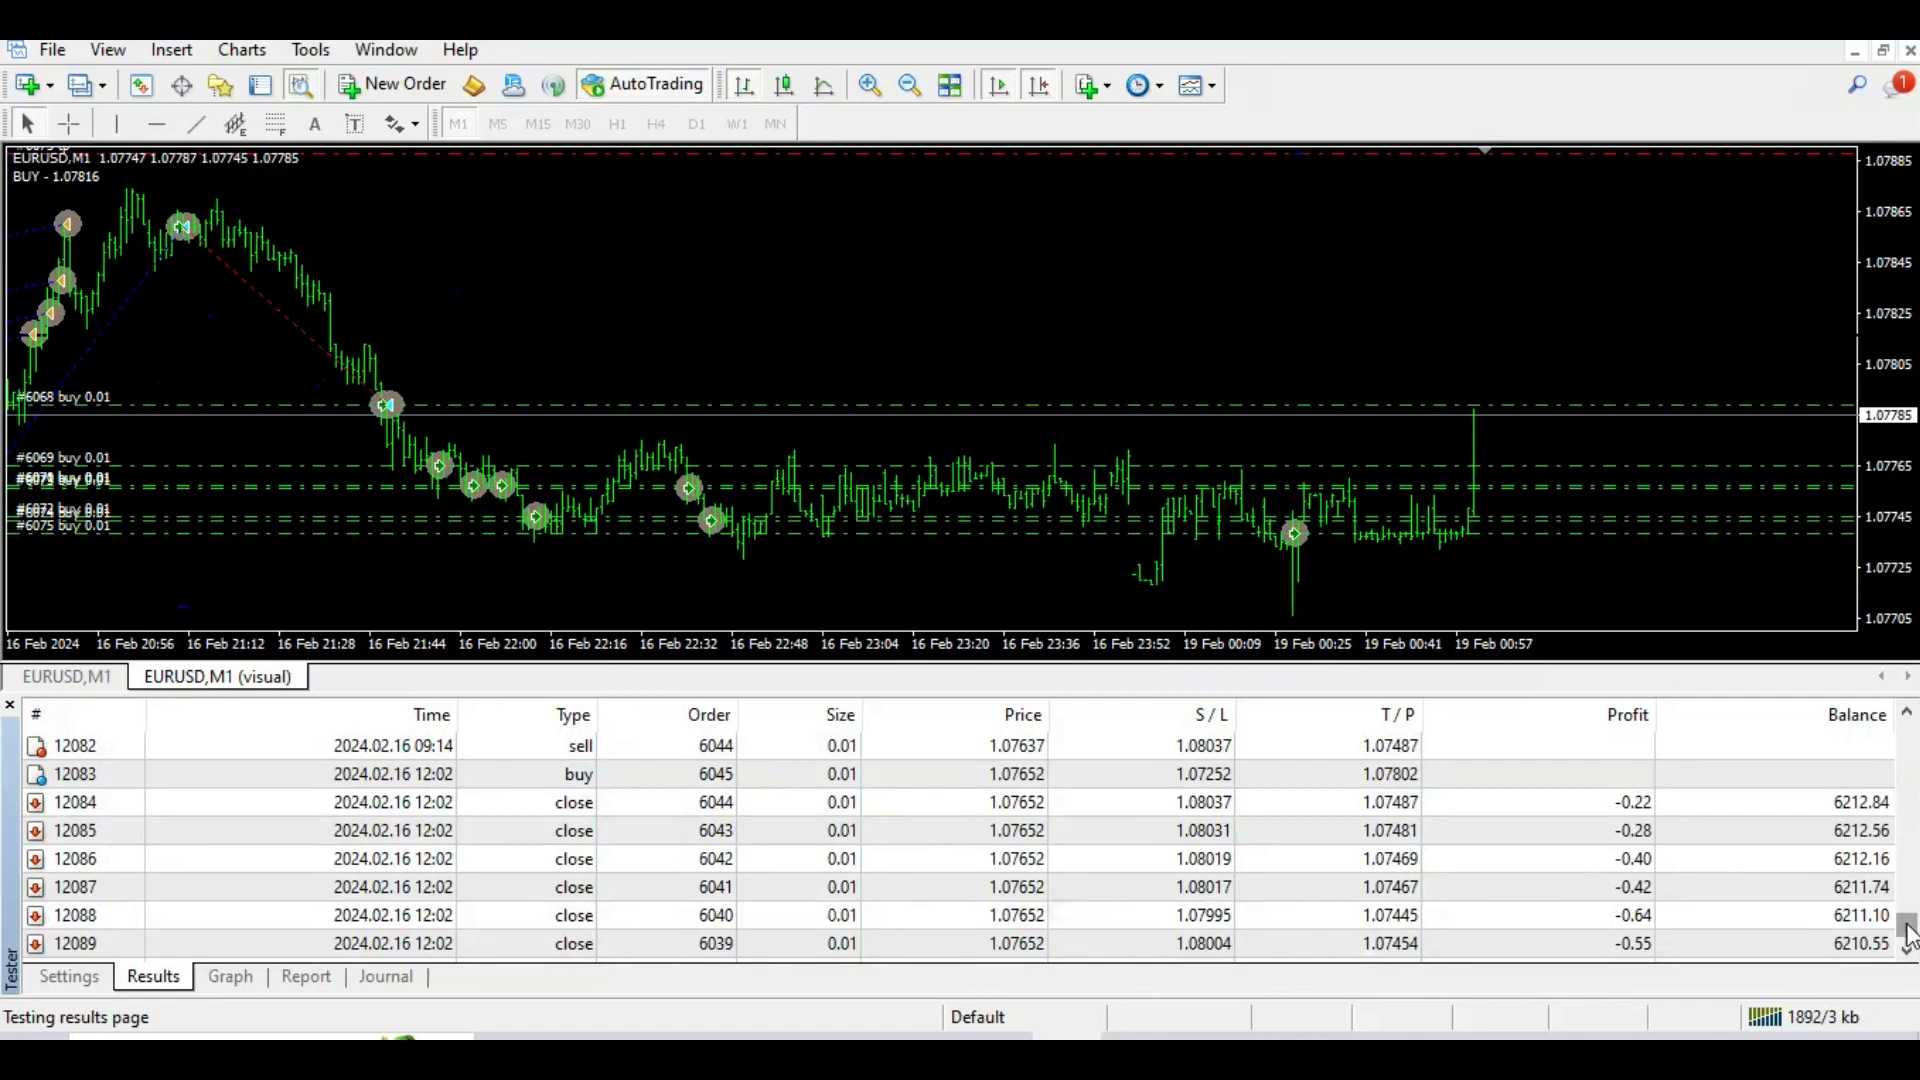 File View Insert Charts Tools Window Help
New Order AutoTrading 1
E F A T M1 M5 M15 M30 H1 H4 D1 W1 MN
EURUSD,M1 1.07747 1.07787 1.07745 1.07785
BUY - 1.07816
1.07885
1.07865
1.07845
1.07825
1.07805
#6068 buy 0.01
1.07785
#6069 buy 0.01
1.07765
buy 0.01
#6072 buy 0.01
1.07745
#6075 buy 0.01
1.07725
1.07705
16 Feb 2024 16 Feb 20:56 16 Feb 21:12 16 Feb 21:28 16 Feb 21:44 16 Feb 22:00 16 Feb 22:16 16 Feb 22:32 16 Feb 22:48 16 Feb 23:04 16 Feb 23:20 16 Feb 23:36 16 Feb 23:52 19 Feb 00:09 19 Feb 00:25 19 Feb 00:41 19 Feb 00:57
EURUSD,M1 EURUSD,M1 (visual)
# Time Type Order Size Price S / L T / P Profit Balance
12082 2024.02.16 09:14 sell 6044 0.01 1.07637 1.08037 1.07487
12083 2024.02.16 12:02 buy 6045 0.01 1.07652 1.07252 1.07802
12084 2024.02.16 12:02 close 6044 0.01 1.07652 1.08037 1.07487 -0.22 6212.84
12085 2024.02.16 12:02 close 6043 0.01 1.07652 1.08031 1.07481 -0.28 6212.56
12086 2024.02.16 12:02 close 6042 0.01 1.07652 1.08019 1.07469 -0.40 6212.16
12087 2024.02.16 12:02 close 6041 0.01 1.07652 1.08017 1.07467 -0.42 6211.74
12088 2024.02.16 12:02 close 6040 0.01 1.07652 1.07995 1.07445 -0.64 6211.10
12089 2024.02.16 12:02 close 6039 0.01 1.07652 1.08004 1.07454 -0.55 6210.55
Tester
Settings Results Graph Report Journal
Testing results page Default 1892/3 kb